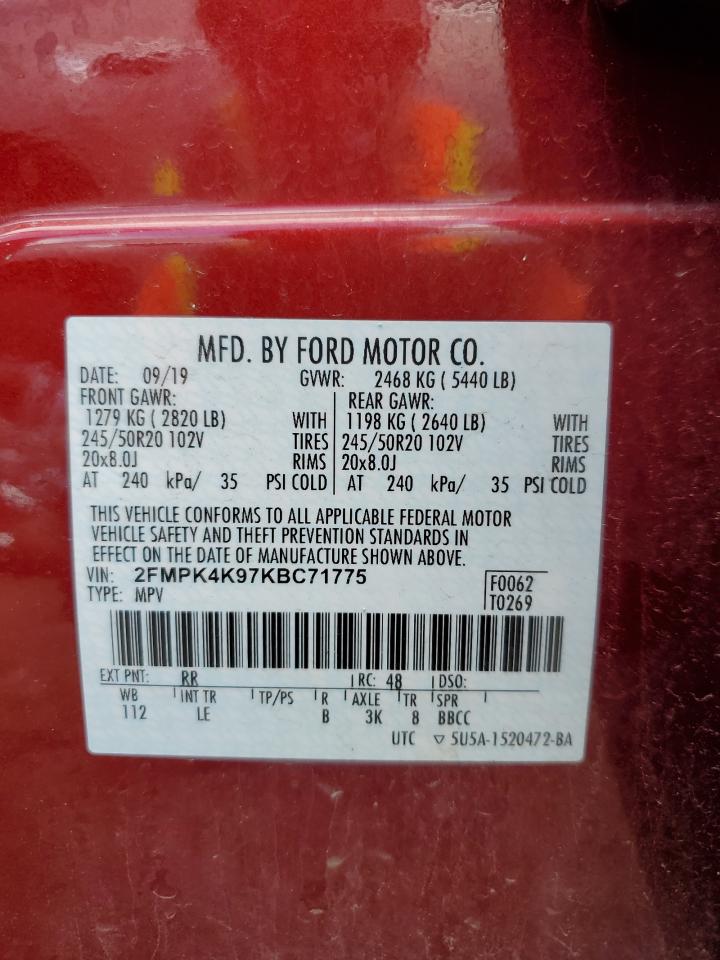 MFD. BY FORD MOTOR CO.
DATE: 09/19 GVWR: 2468 KG ( 5440 LB)
FRONT GAWR: REAR GAWR:
1279 KG ( 2820 LB) WITH 1198 KG ( 2640 LB) WITH
245/50R20 102V TIRES 245/50R20 102V TIRES
20x8.0J RIMS 20x8.0J RIMS
AT 240 kPa/ 35 PSI COLD AT 240 kPa/ 35 PSI COLD
THIS VEHICLE CONFORMS TO ALL APPLICABLE FEDERAL MOTOR
VEHICLE SAFETY AND THEFT PREVENTION STANDARDS IN
EFFECT ON THE DATE OF MANUFACTURE SHOWN ABOVE.
VIN: 2FMPK4K97KBC71775 F0062
TYPE: MPV T0269
EXT PNT: RR RC: 48 DSO:
WB INT TR TP/PS R AXLE TR SPR
112 LE B 3K 8 BBCC
UTC ▽ 5U5A-1520472-BA